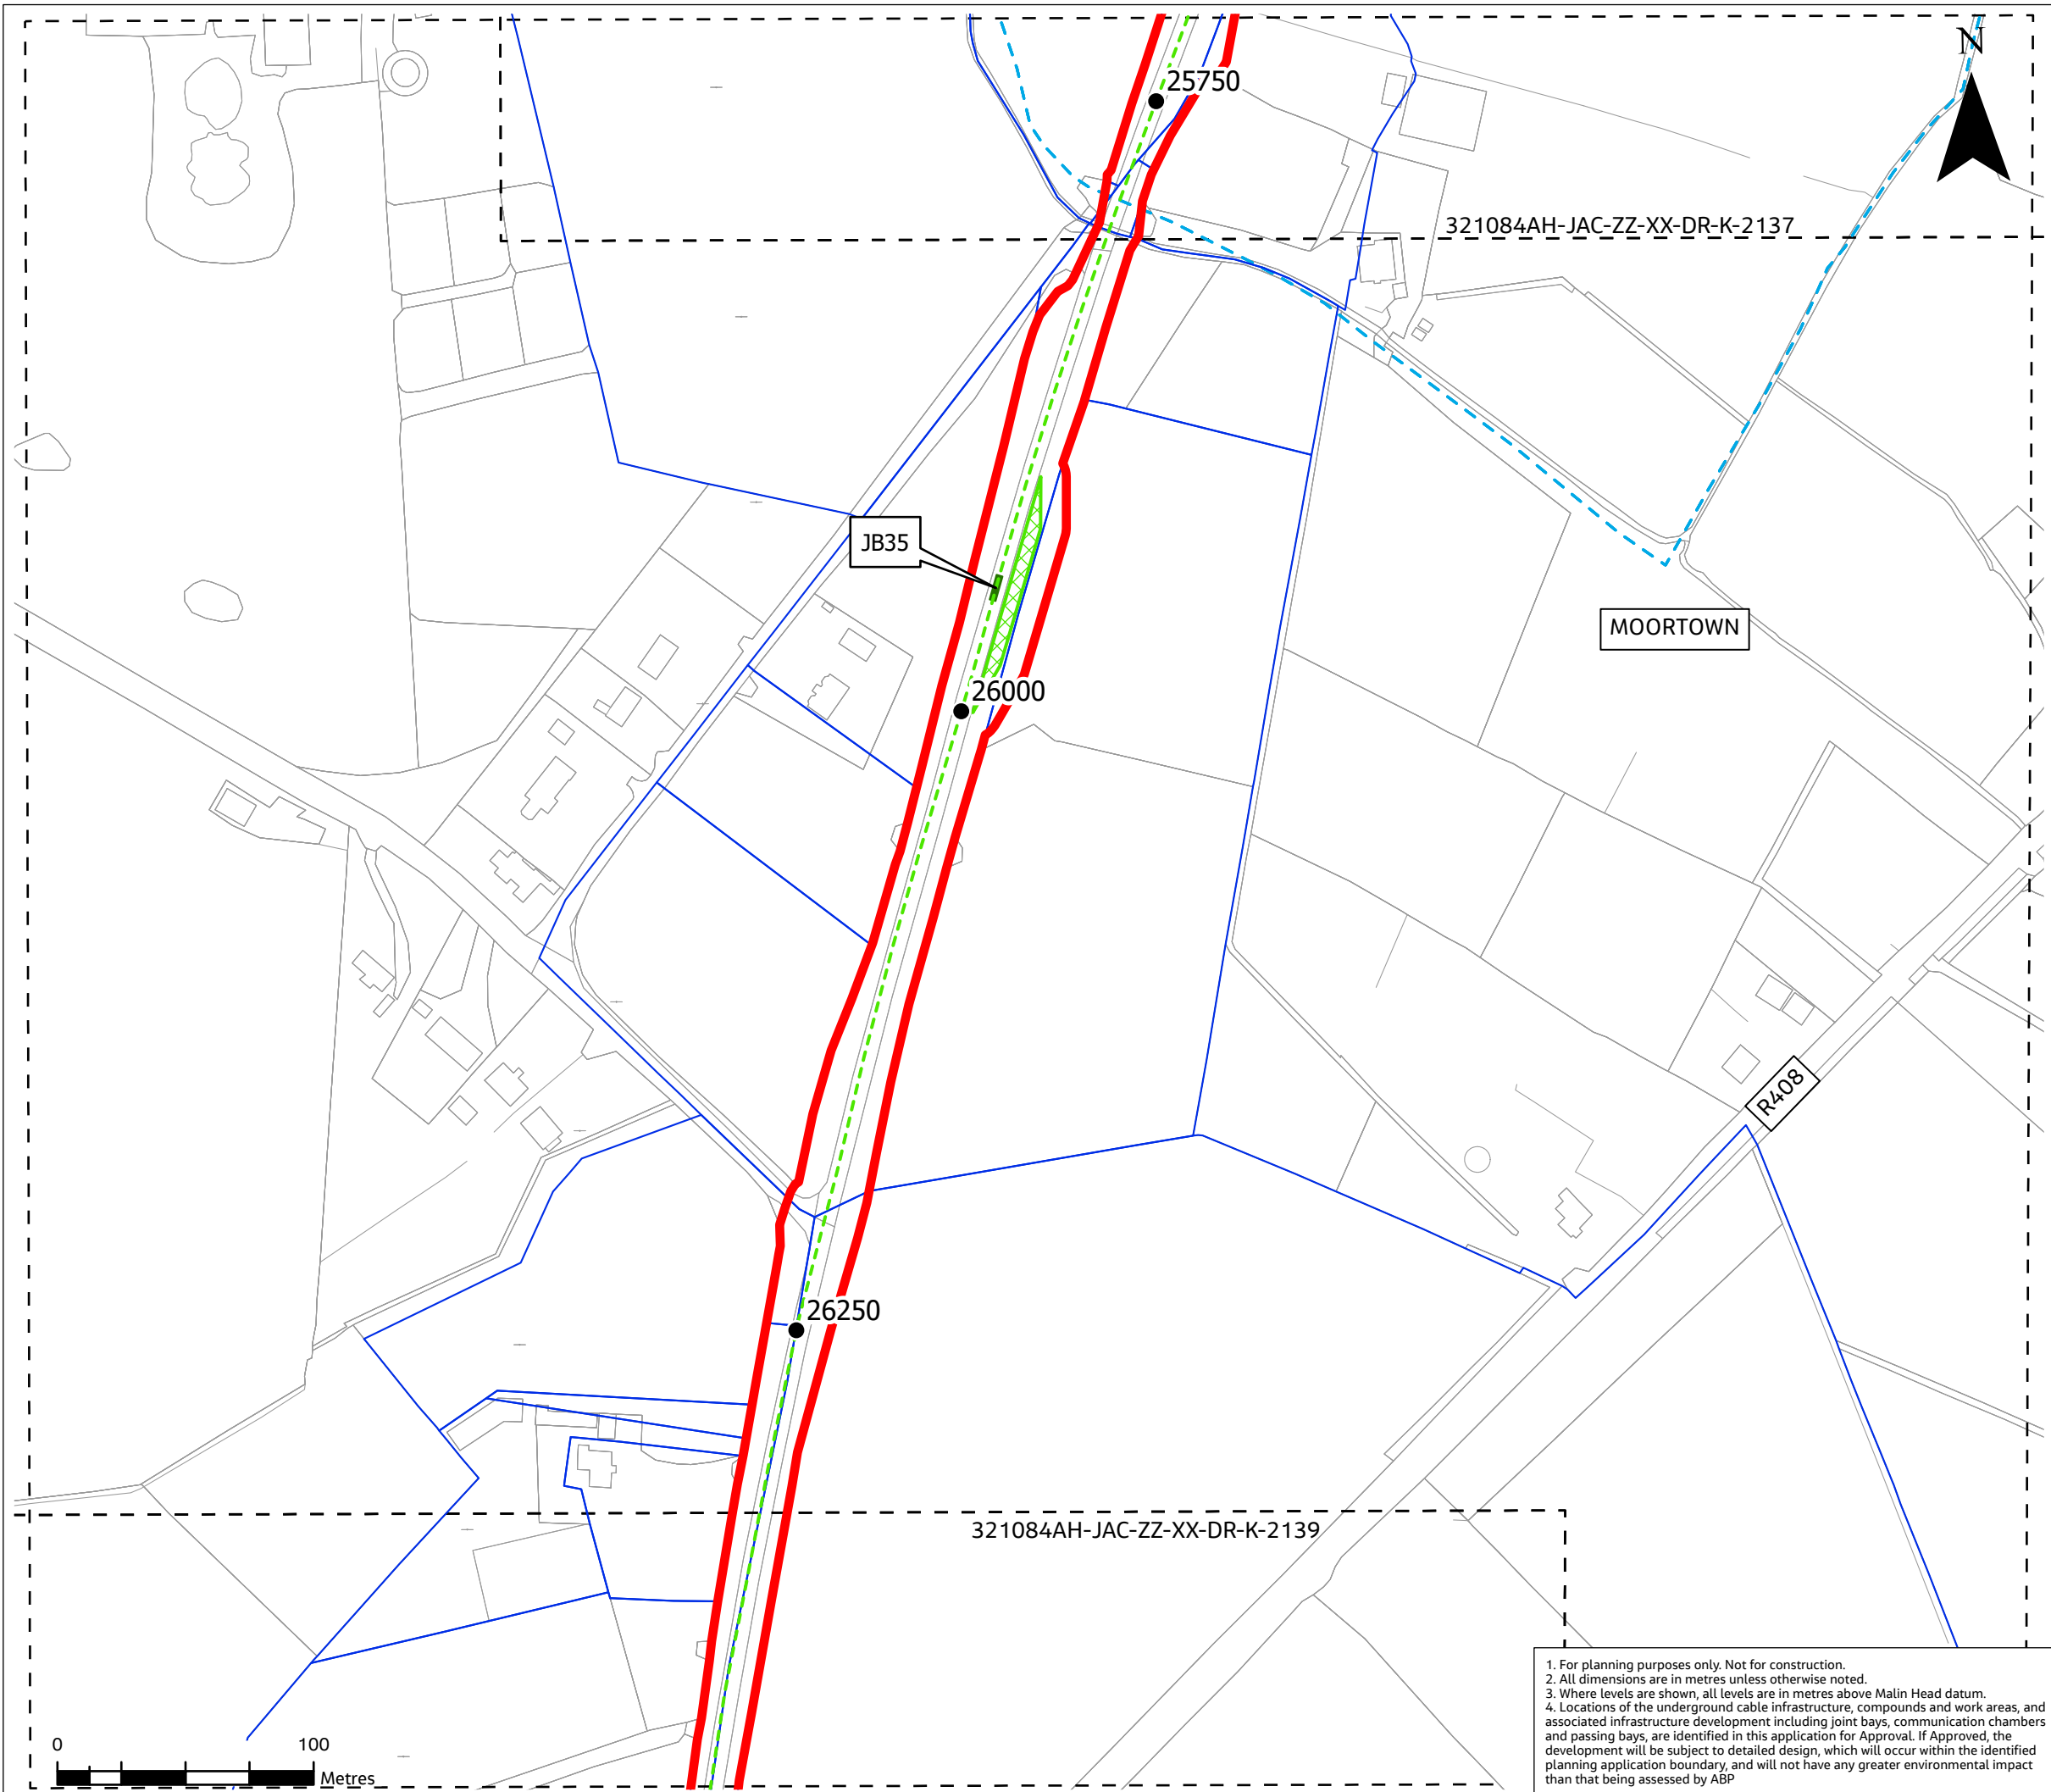 N
25750
321084AH-JAC-ZZ-XX-DR-K-2137
JB35
MOORTOWN
26000
R408
26250
321084AH-JAC-ZZ-XX-DR-K-2139
1. For planning purposes only. Not for construction.
2. All dimensions are in metres unless otherwise noted.
3. Where levels are shown, all levels are in metres above Malin Head datum.
4. Locations of the underground cable infrastructure, compounds and work areas, and
associated infrastructure development including joint bays, communication chambers
and passing bays, are identified in this application for Approval. If Approved, the
development will be subject to detailed design, which will occur within the identified
planning application boundary, and will not have any greater environmental impact
than that being assessed by ABP
0 100
Metres